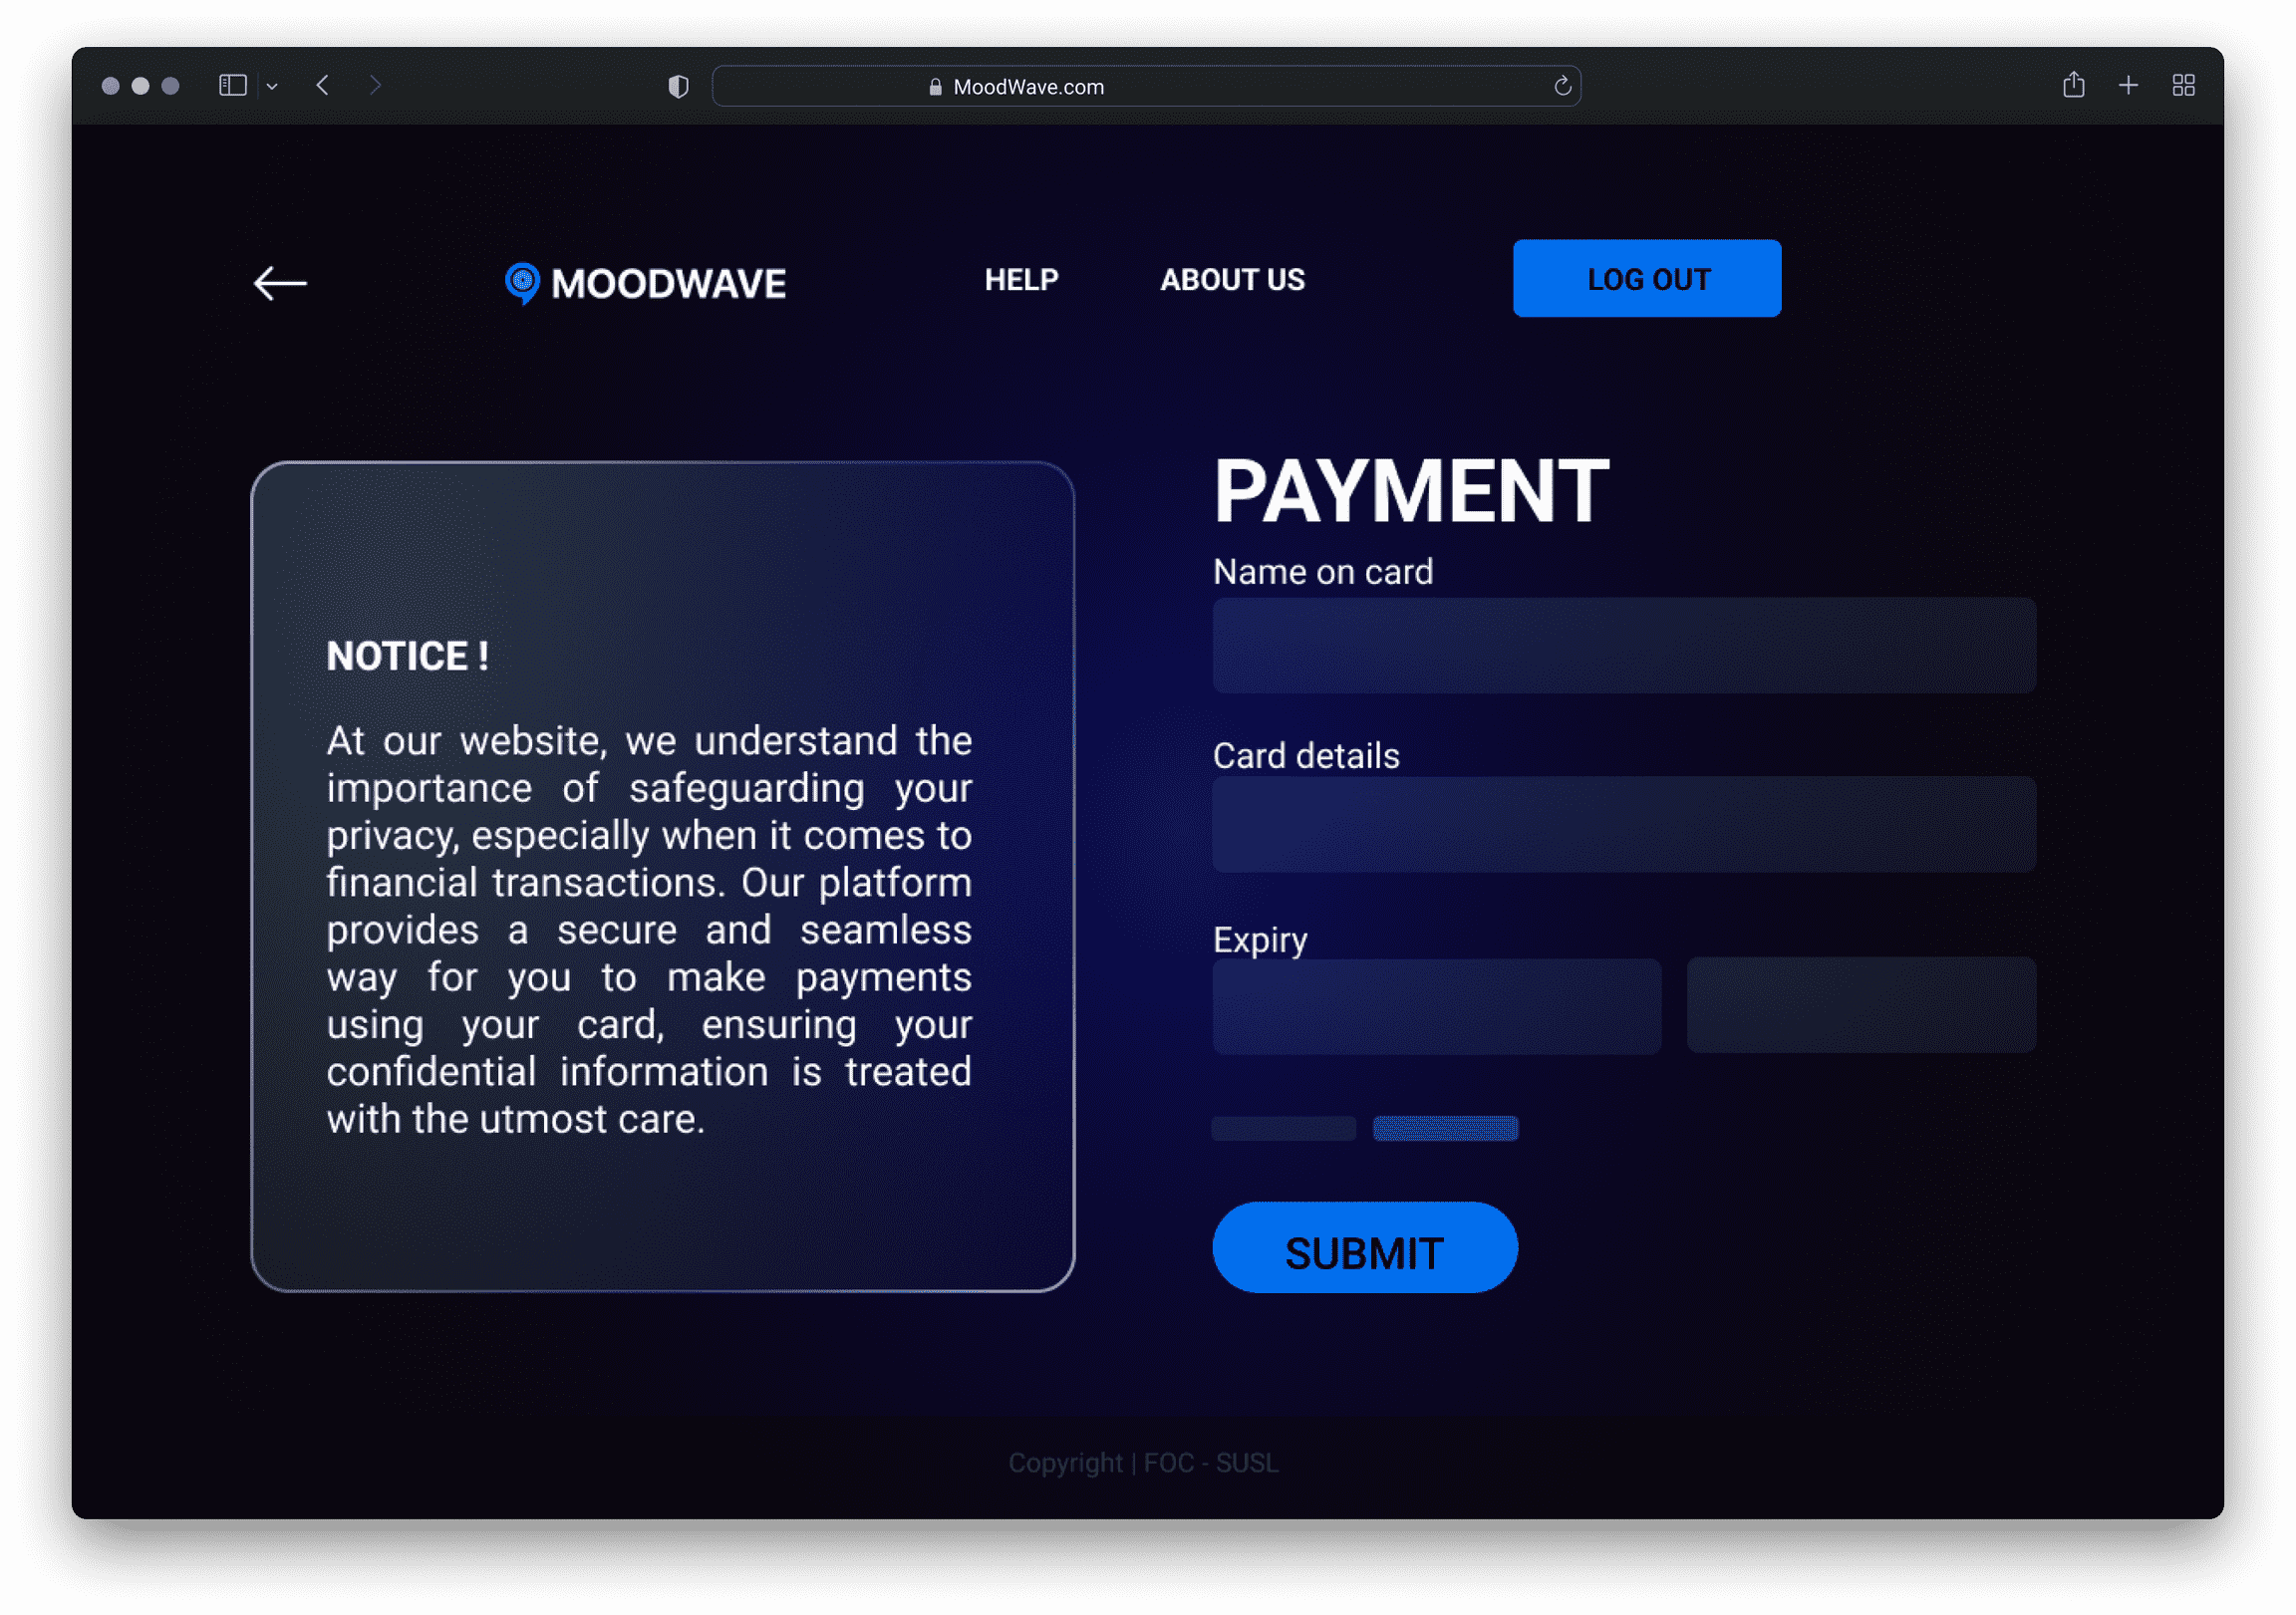 MoodWave.com
MOODWAVE
HELP
ABOUT US
LOG OUT
NOTICE !
At our website, we understand the
importance of safeguarding your
privacy, especially when it comes to
financial transactions. Our platform
provides a secure and seamless
way for you to make payments
using your card, ensuring your
confidential information is treated
with the utmost care.
PAYMENT
Name on card
Card details
Expiry
SUBMIT
Copyright | FOC - SUSL